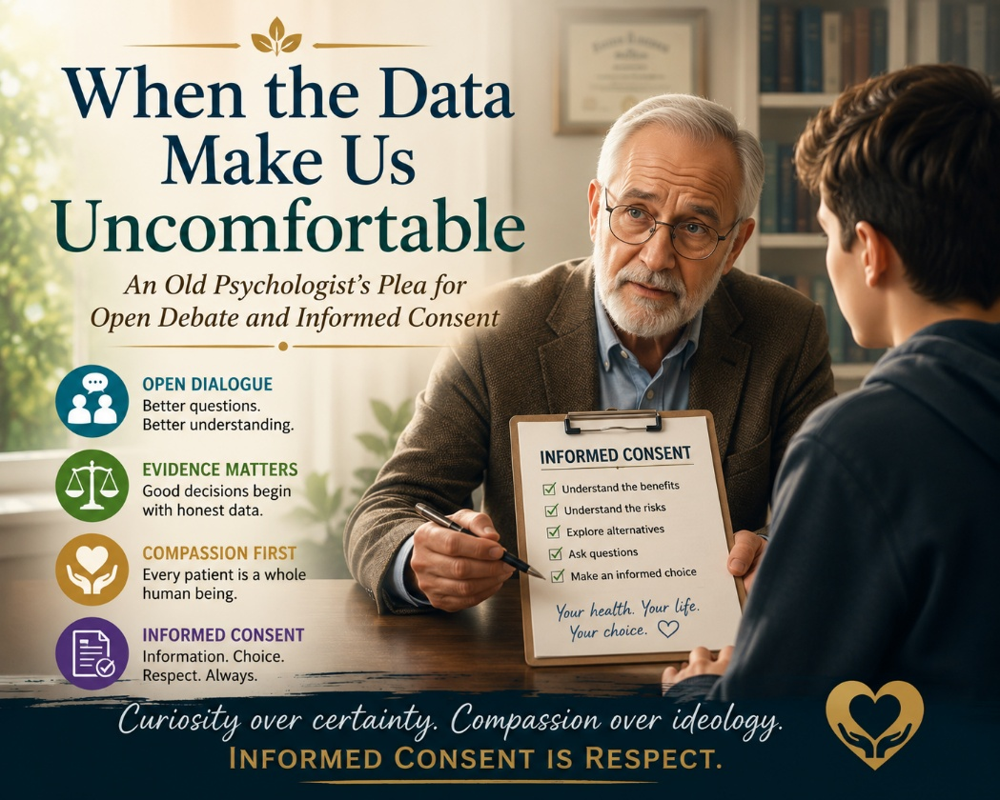 When the Data
Make Us
Uncomfortable
An Old Psychologist's Plea for
Open Debate and Informed Consent
OPEN DIALOGUE
Better questions.
Better understanding.
EVIDENCE MATTERS
Good decisions begin
with honest data.
COMPASSION FIRST
Every patient is a whole
human being.
INFORMED CONSENT
Information. Choice.
Respect. Always.
INFORMED CONSENT
Understand the benefits
Understand the risks
Explore alternatives
Ask questions
Make an informed choice
Your health. Your life.
Your choice.
Curiosity over certainty. Compassion over ideology.
INFORMED CONSENT IS RESPECT.